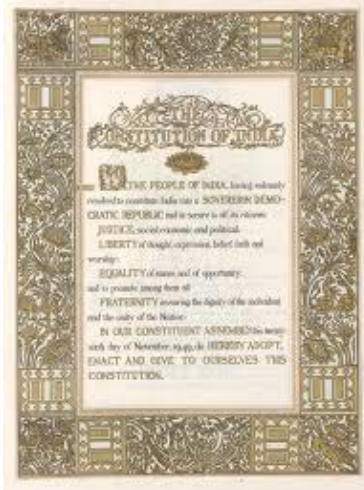 THE
CONSTITUTION OF INDIA
WE, THE PEOPLE OF INDIA, having solemnly
resolved to constitute India into a SOVEREIGN DEMO-
CRATIC REPUBLIC and to secure to all its citizens:
JUSTICE, social, economic and political;
LIBERTY of thought, expression, belief, faith and
worship;
EQUALITY of status and of opportunity;
and to promote among them all
FRATERNITY assuring the dignity of the individual
and the unity of the Nation;
IN OUR CONSTITUENT ASSEMBLY this twenty-
sixth day of November, 1949, do HEREBY ADOPT,
ENACT AND GIVE TO OURSELVES THIS
CONSTITUTION.